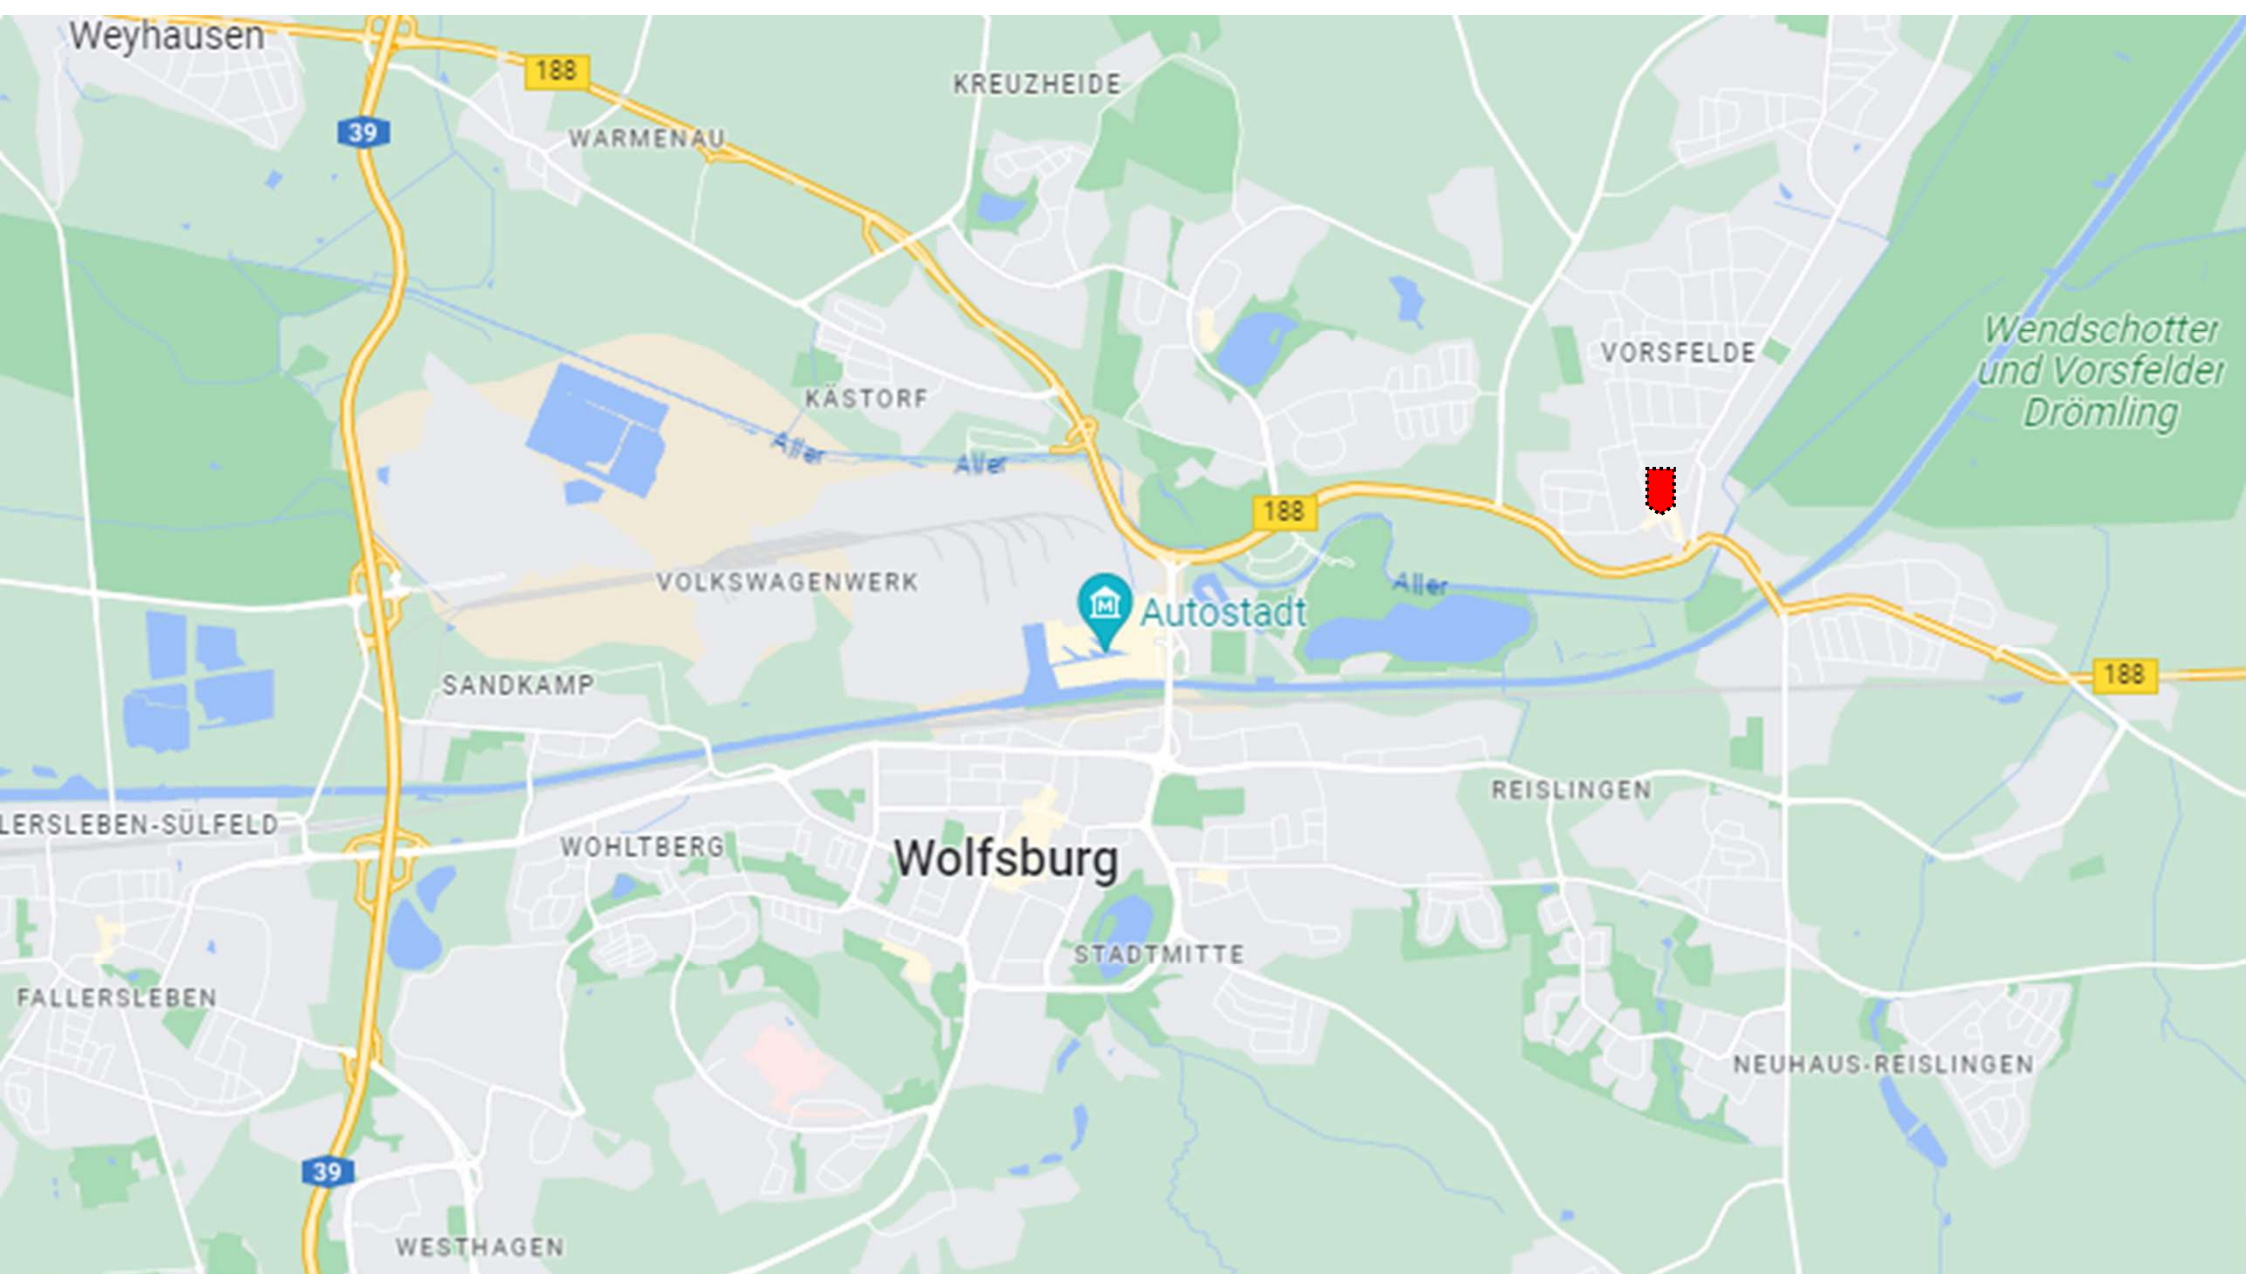 Weyhausen
188
KREUZHEIDE
39
WARMENAU
Wendschotter
und Vorsfelder
Drömling
VORSFELDE
KÄSTORF
Aller
Aller
188
VOLKSWAGENWERK
Aller
M
Autostadt
188
SANDKAMP
REISLINGEN
LERSLEBEN-SÜLFELD
WOHLTBERG
Wolfsburg
STADTMITTE
FALLERSLEBEN
NEUHAUS-REISLINGEN
39
WESTHAGEN